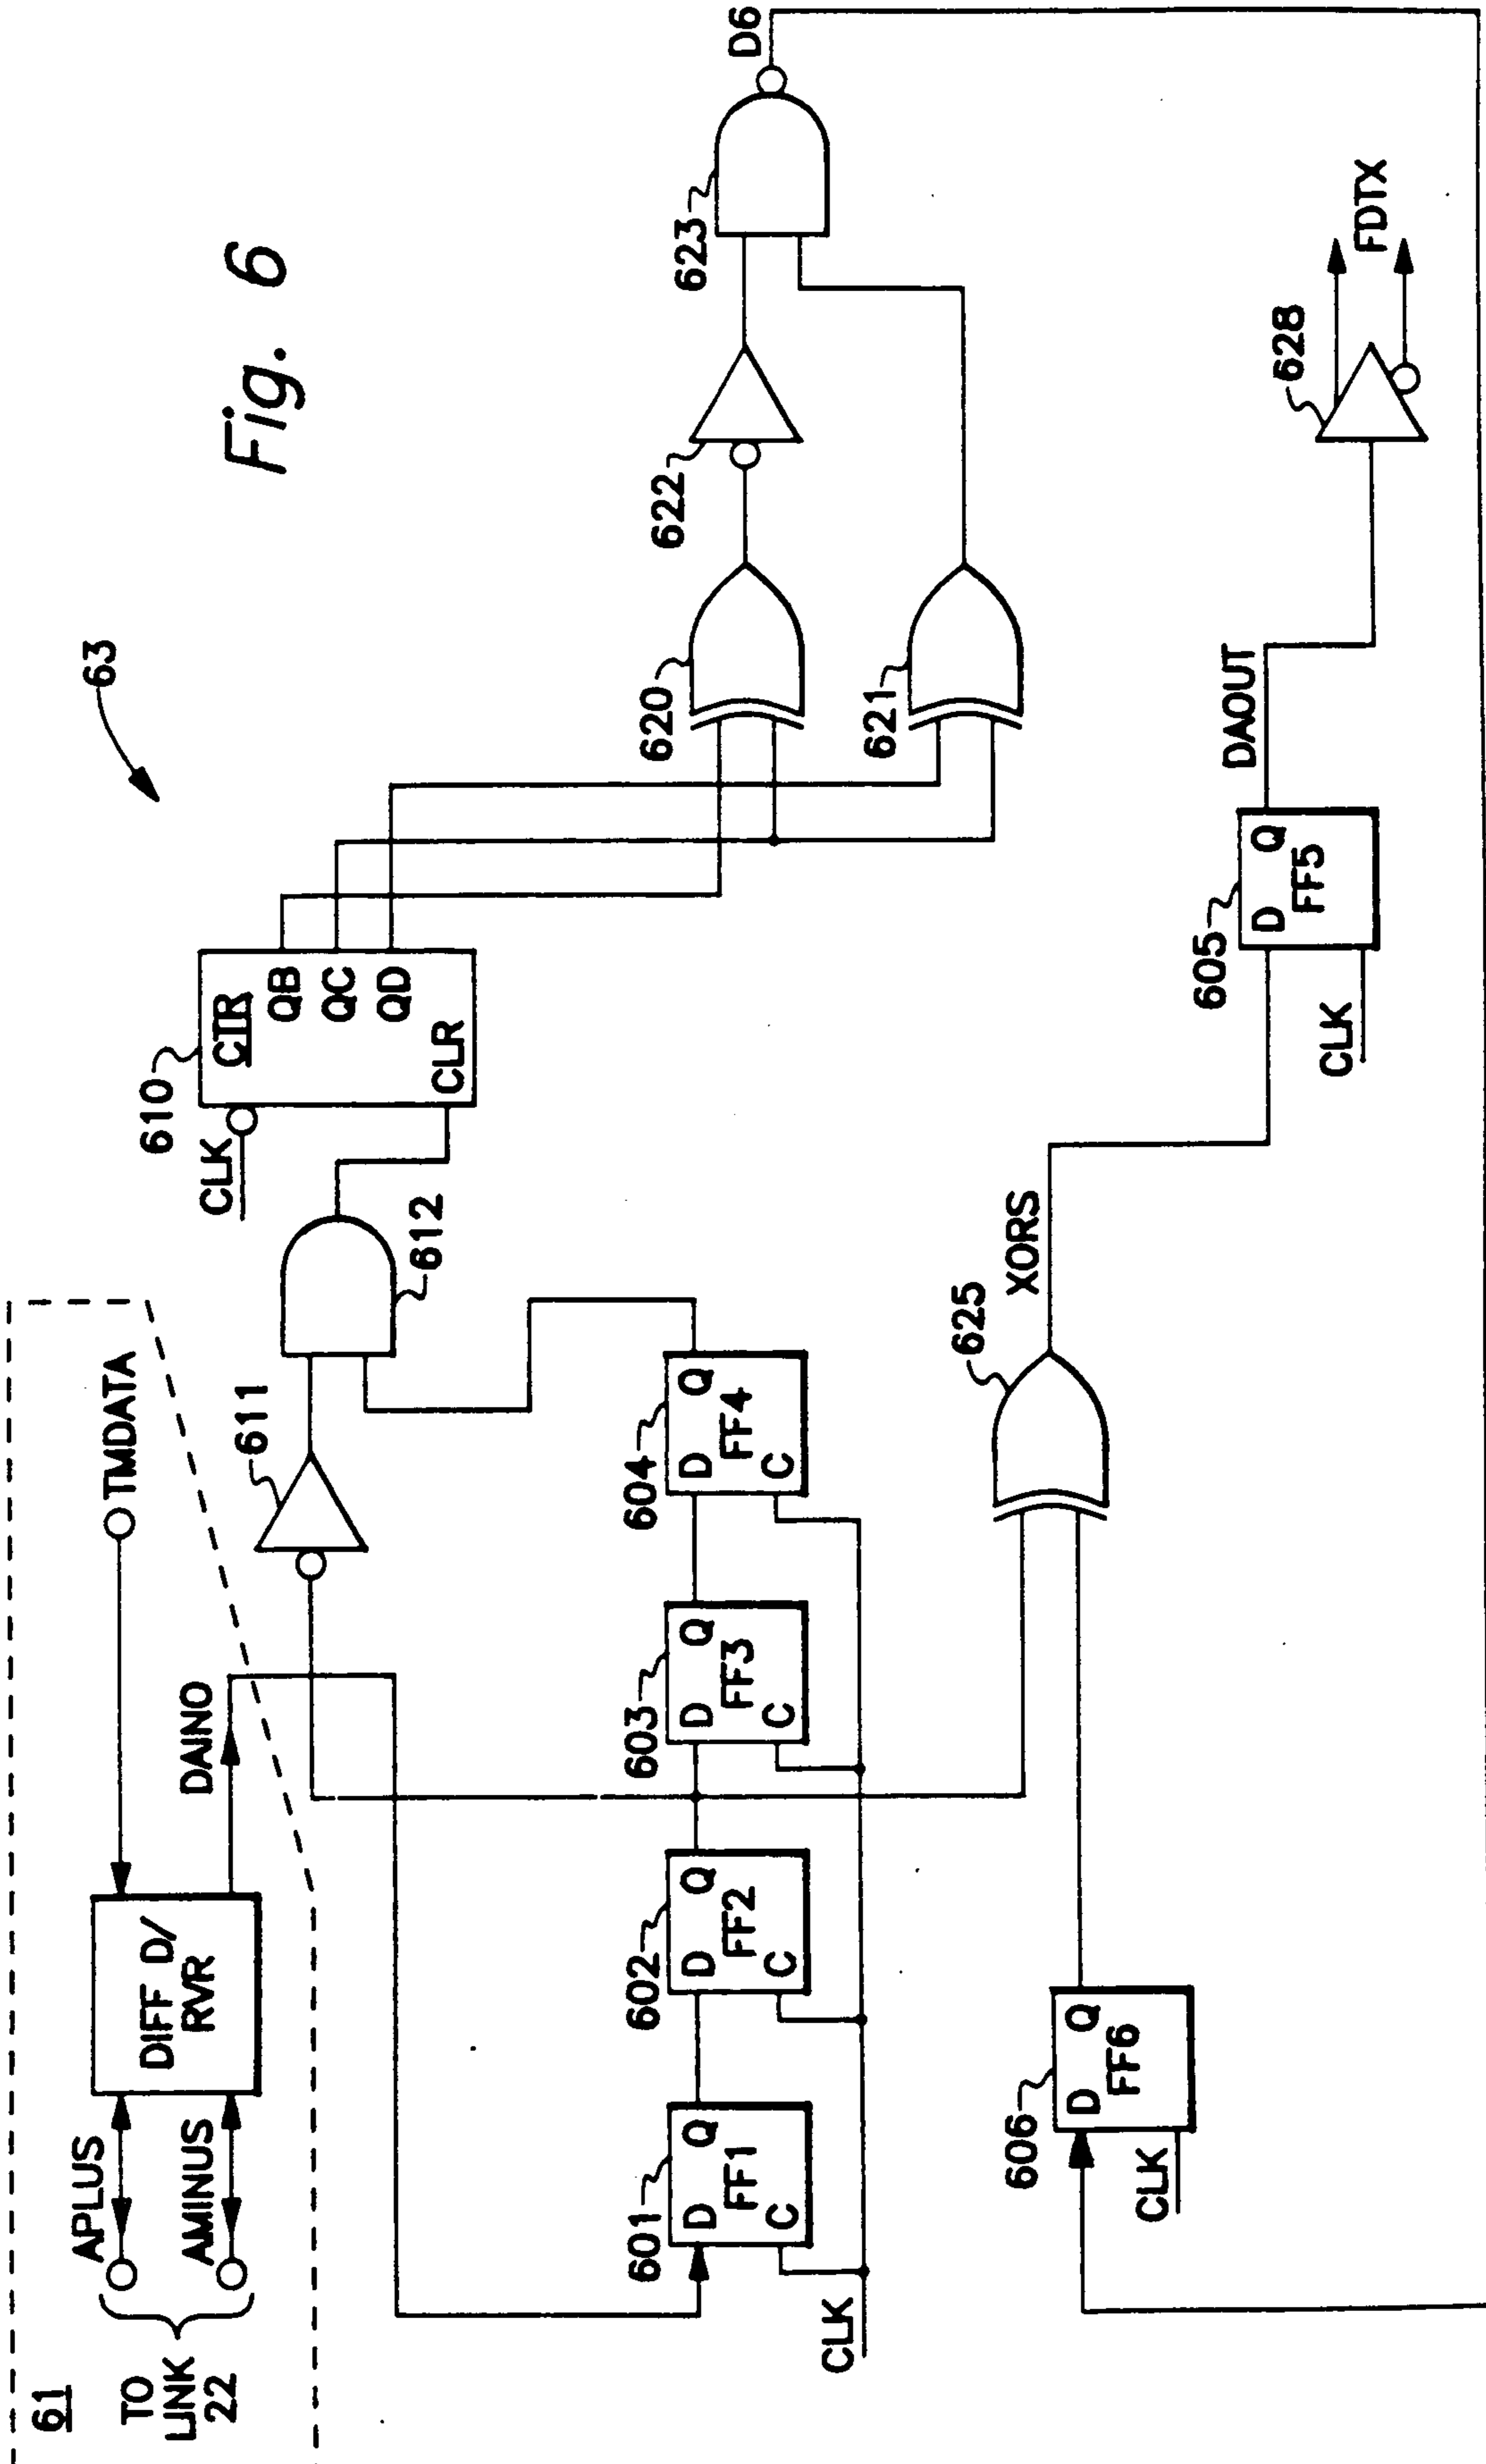 Fig. 6
63
61
TO
LINK
22
APLUS
AMINUS
DIFF D/
RVR
TMDATA
DAINO
611
612
610
CLK
CTR
QB
QC
QD
CLR
620
621
622
623
D6
601
D
Q
FF1
C
602
D
Q
FF2
C
603
D
Q
FF3
C
604
D
Q
FF4
C
CLK
606
D
Q
FF6
CLK
625
XORS
605
D
Q
FF5
CLK
DAOUT
628
FDTX